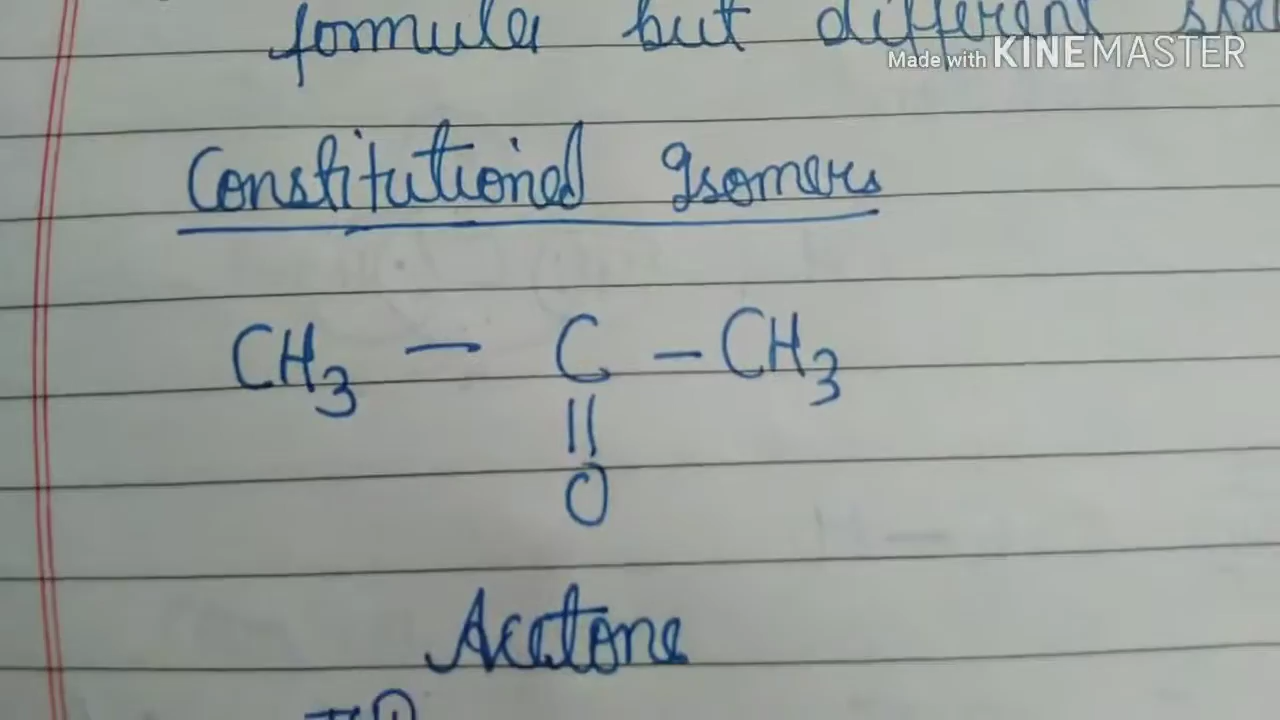 formula but different
Made with KINEMASTER
Constitutional Isomers
CH3 — C – CH3
||
O
Acetone